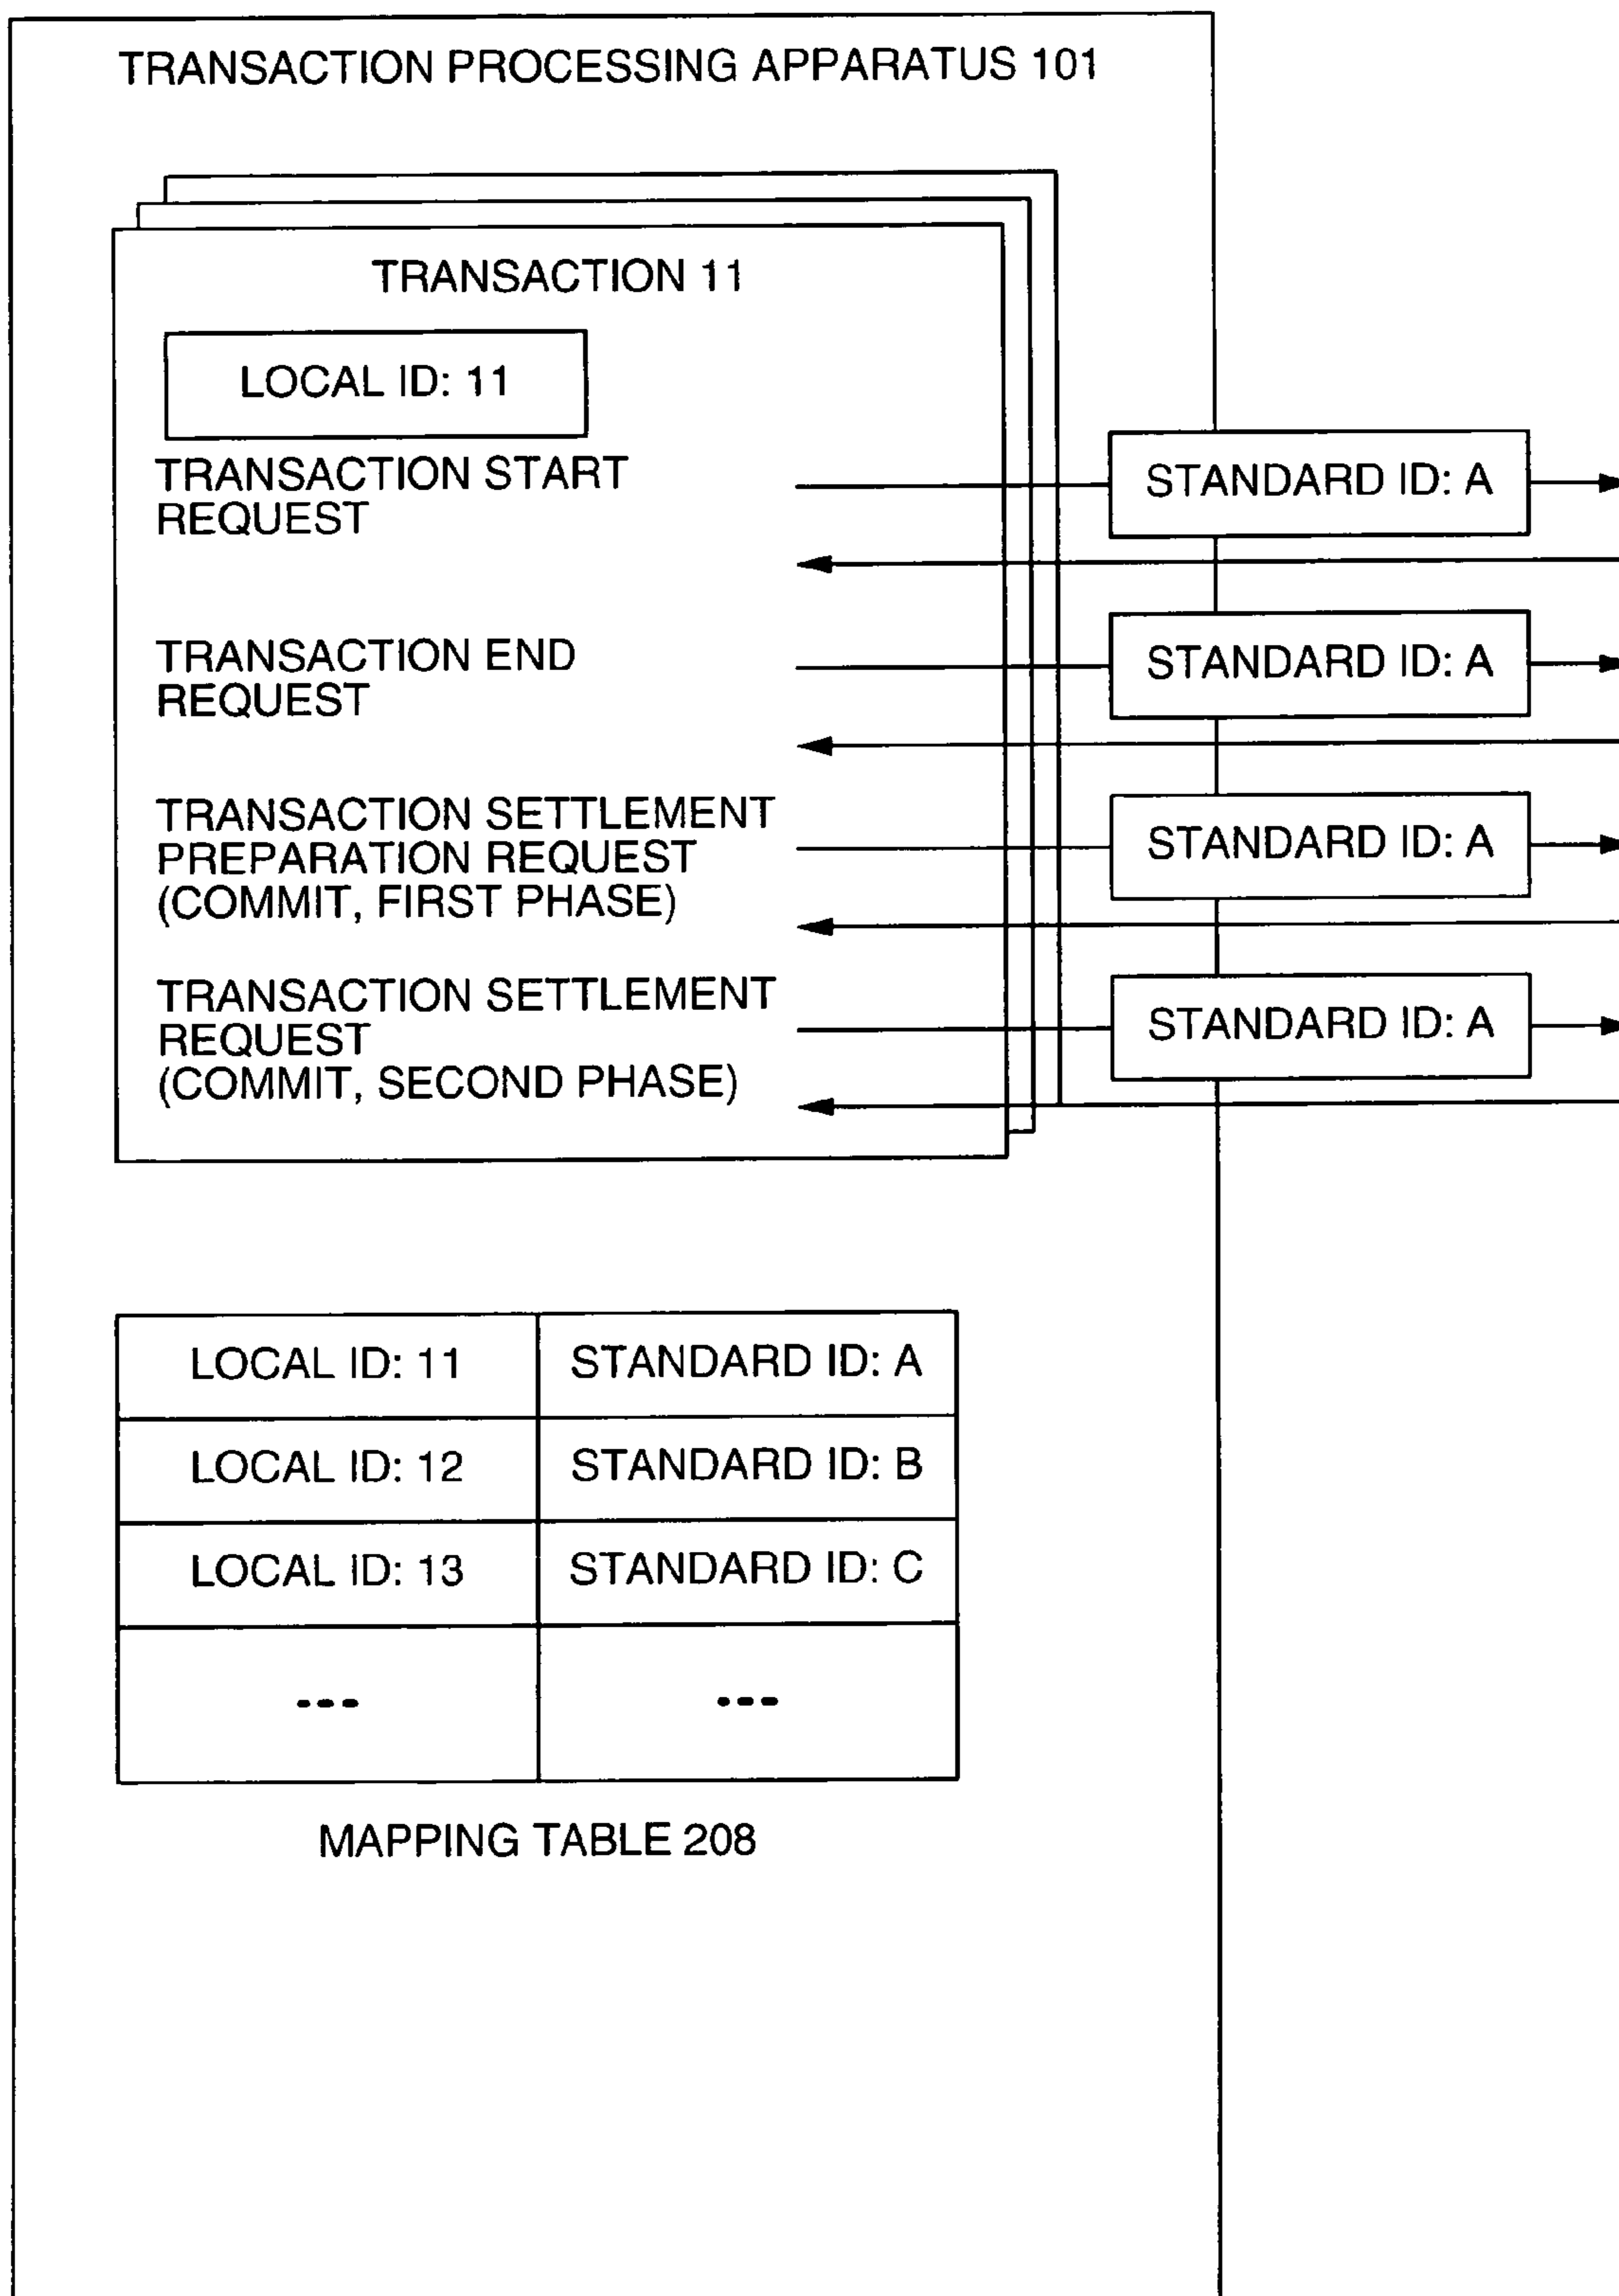 TRANSACTION PROCESSING APPARATUS 101
TRANSACTION 11
LOCAL ID: 11
TRANSACTION START
REQUEST
STANDARD ID: A
TRANSACTION END
REQUEST
STANDARD ID: A
TRANSACTION SETTLEMENT
PREPARATION REQUEST
(COMMIT, FIRST PHASE)
STANDARD ID: A
TRANSACTION SETTLEMENT
REQUEST
(COMMIT, SECOND PHASE)
STANDARD ID: A
LOCAL ID: 11 STANDARD ID: A
LOCAL ID: 12 STANDARD ID: B
LOCAL ID: 13 STANDARD ID: C
--- ---
MAPPING TABLE 208